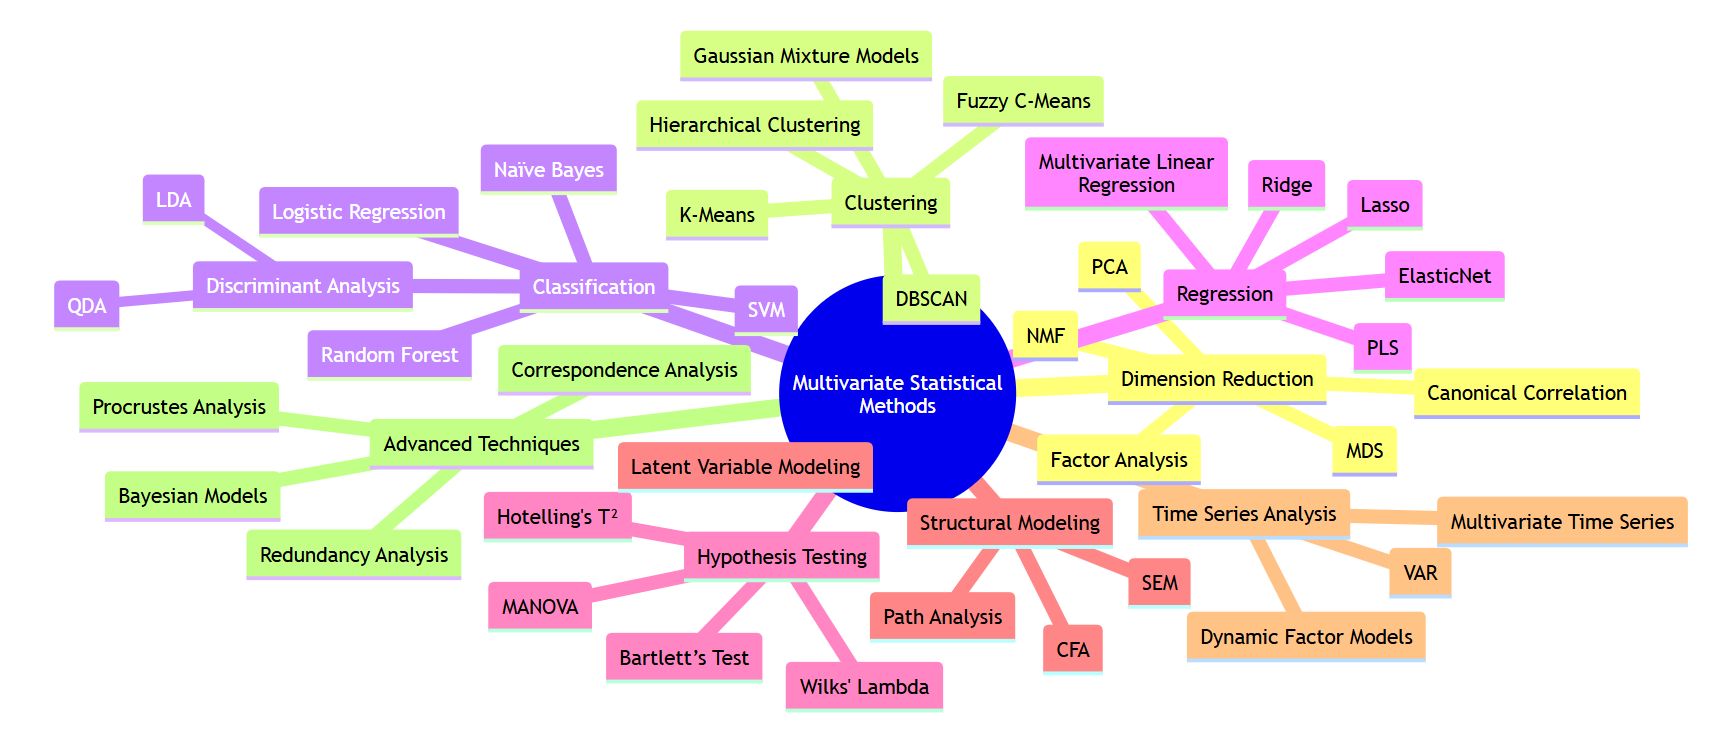 Gaussian Mixture Models
Fuzzy C-Means
Hierarchical Clustering
K-Means
Clustering
DBSCAN
Naïve Bayes
LDA
Logistic Regression
QDA
Discriminant Analysis
Classification
SVM
Random Forest
Multivariate Linear
Regression
Ridge
Lasso
ElasticNet
Regression
PLS
PCA
NMF
Dimension Reduction
Canonical Correlation
Factor Analysis
MDS
Multivariate Statistical
Methods
Correspondence Analysis
Procrustes Analysis
Advanced Techniques
Bayesian Models
Redundancy Analysis
Latent Variable Modeling
Hotelling's T²
Hypothesis Testing
MANOVA
Bartlett’s Test
Wilks' Lambda
Structural Modeling
Path Analysis
CFA
SEM
Time Series Analysis
Multivariate Time Series
VAR
Dynamic Factor Models